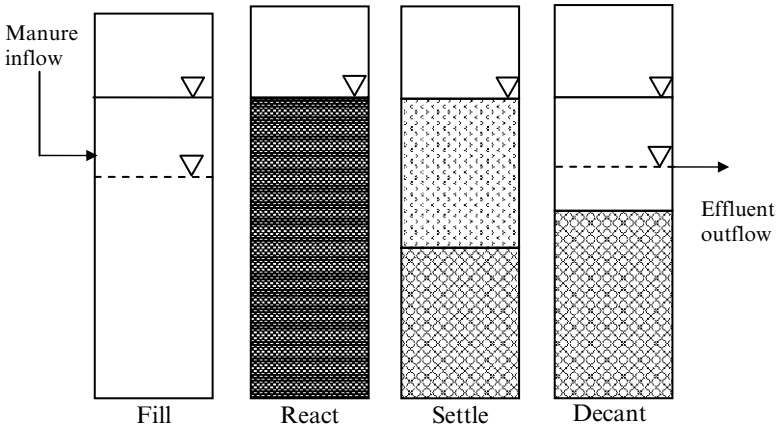 Manure
inflow
Effluent
outflow
Fill
React
Settle
Decant